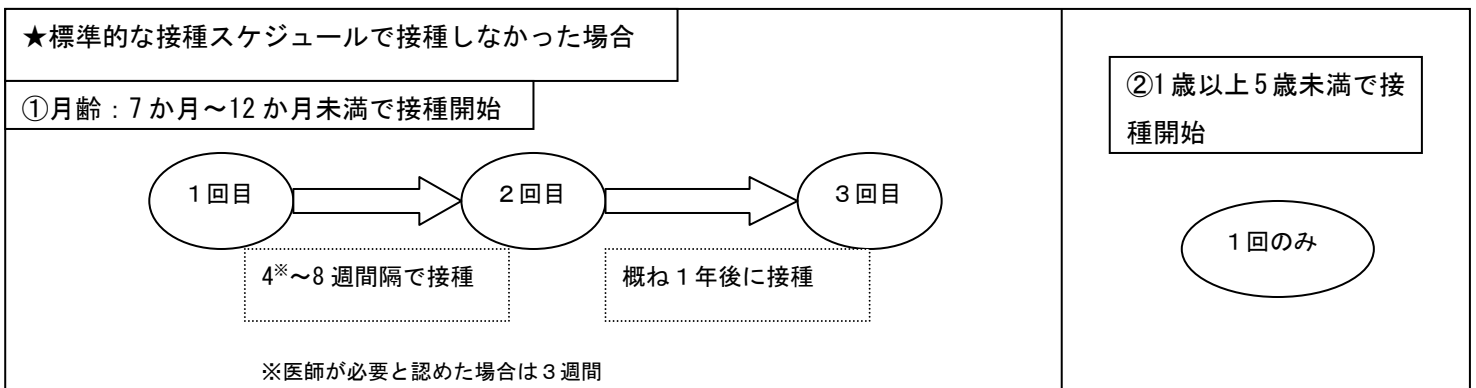 ★標準的な接種スケジュールで接種しなかった場合
①月齢：7か月～12か月未満で接種開始
1回目
2回目
3回目
4※～8週間隔で接種
概ね1年後に接種
※医師が必要と認めた場合は3週間
②1歳以上5歳未満で接
種開始
1回のみ